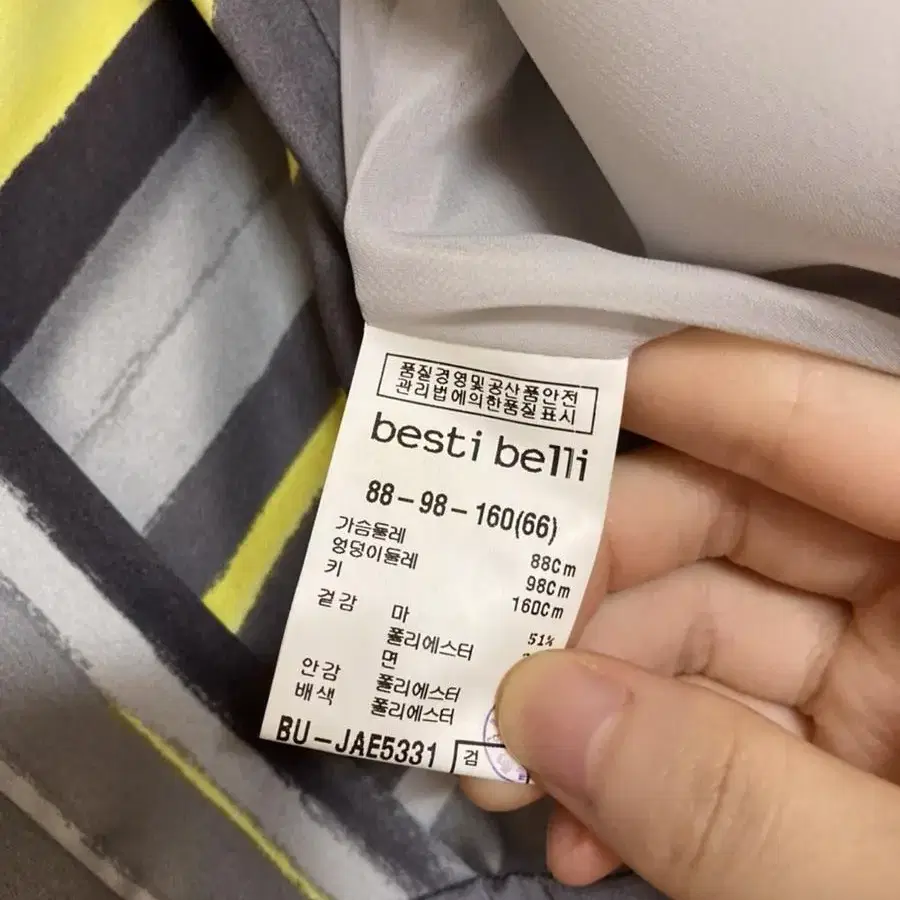 품질경영및공산품안전
관리법에의한품질표시
besti belli
88-98-160(66)
가슴둘레 88cm
엉덩이둘레 98cm
키 160cm
겉감 마 51%
폴리에스터
면
안감 폴리에스터
배색 폴리에스터
BU-JAE5331 검